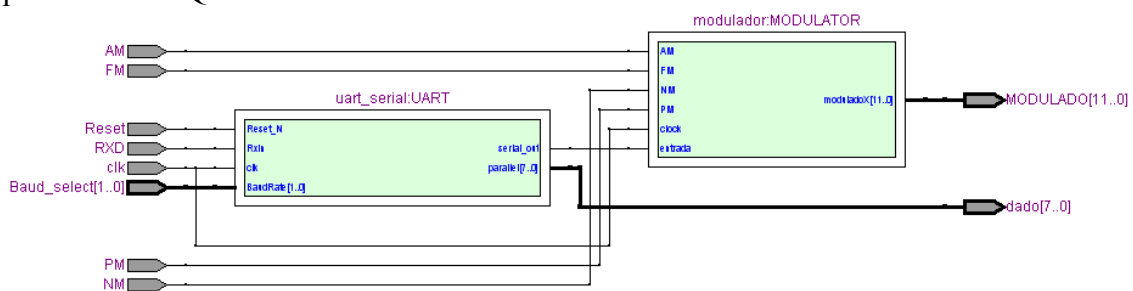 modulador:MODULATOR
AM
FM
AM
FM
NM
PM
clock
entrada
moduladoX[11..0]
MODULADO[11..0]
uart_serial:UART
Reset
RXD
clk
Baud_select[1..0]
Reset_N
RxIn
clk
BaudRate[1..0]
serial_out
parallel[7..0]
dado[7..0]
PM
NM